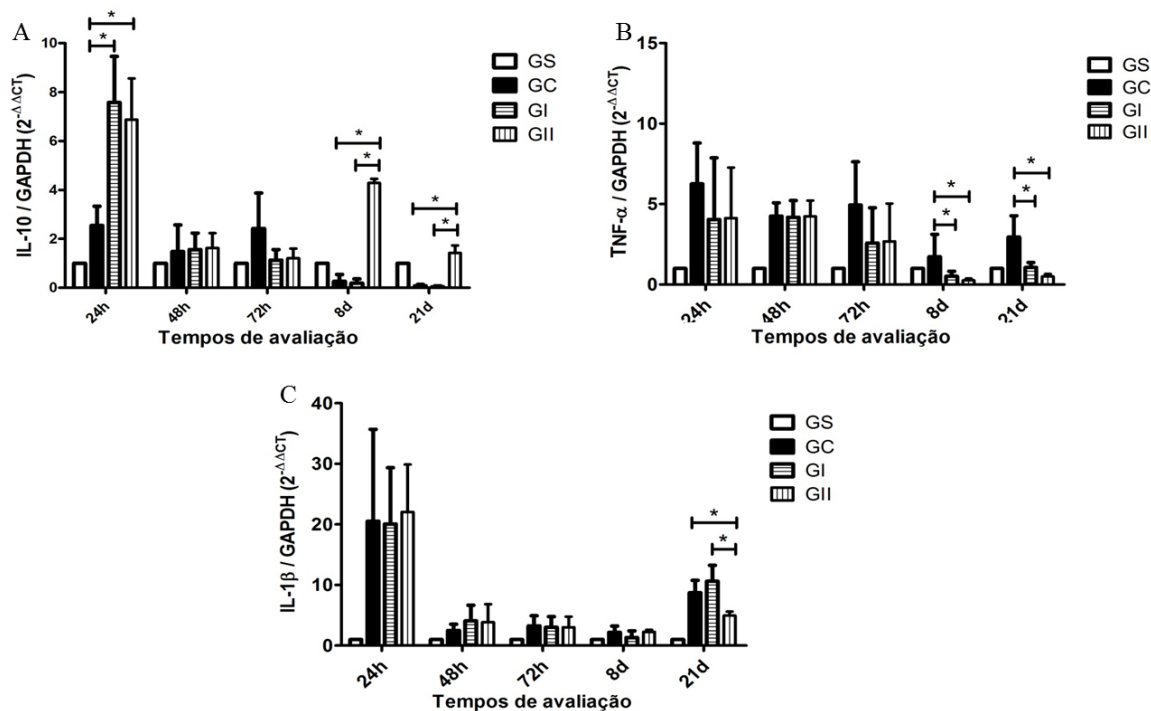 A
IL-10 / GAPDH (2-ΔΔCT)
10
8
6
4
2
0
* * * * * *
24h 48h 72h 8d 21d
Tempos de avaliação
GS
GC
GI
GII
B
TNF-α / GAPDH (2-ΔΔCT)
15
10
5
0
* * * *
24h 48h 72h 8d 21d
Tempos de avaliação
GS
GC
GI
GII
C
IL-1β / GAPDH (2-ΔΔCT)
40
30
20
10
0
* *
24h 48h 72h 8d 21d
Tempos de avaliação
GS
GC
GI
GII